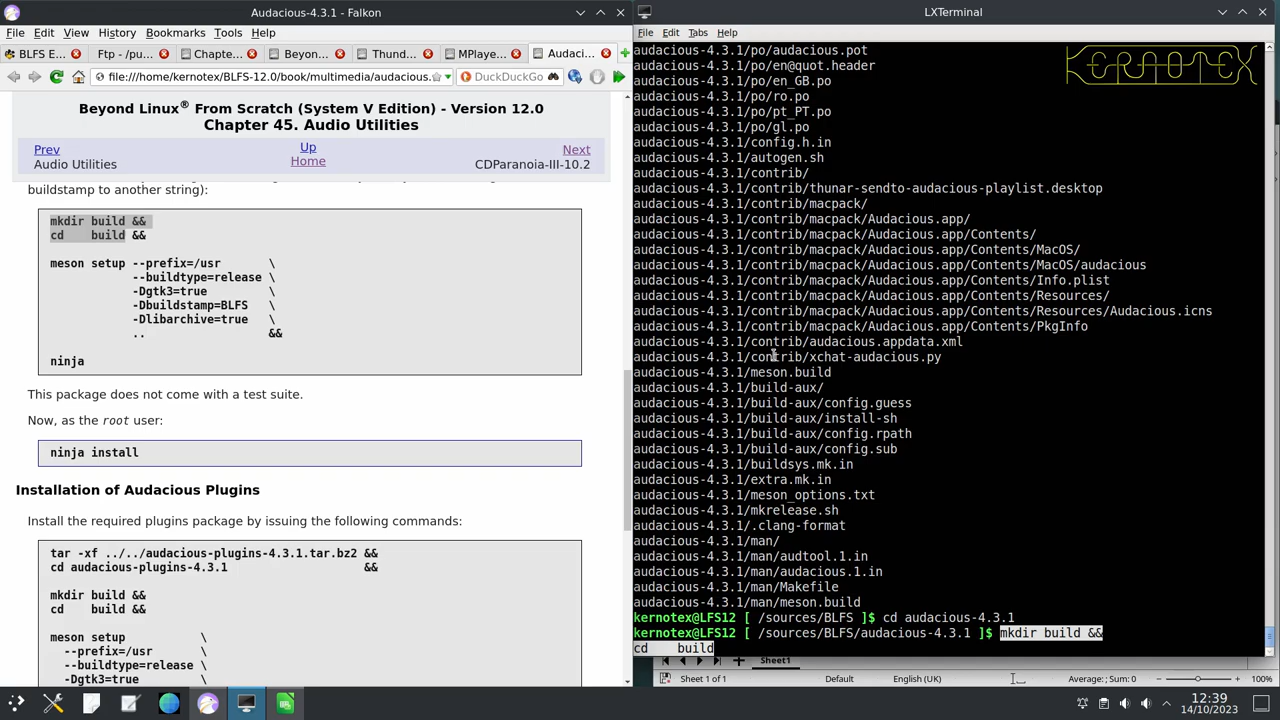 Audacious-4.3.1 - Falkon
File Edit View History Bookmarks Tools Help
BLFS E...
Ftp - /pu...
Chapte...
Beyon...
Thund...
MPlaye...
Audaci...
file:///home/kernotex/BLFS-12.0/book/multimedia/audacious.
DuckDuckGo
Beyond Linux® From Scratch (System V Edition) - Version 12.0
Chapter 45. Audio Utilities
Prev Up Next
Audio Utilities Home CDParanoia-III-10.2
buildstamp to another string):
mkdir build &&
cd    build &&
meson setup --prefix=/usr       \
            --buildtype=release \
            -Dgtk3=true         \
            -Dbuildstamp=BLFS   \
            -Dlibarchive=true   \
            ..                  &&
ninja
This package does not come with a test suite.
Now, as the root user:
ninja install
Installation of Audacious Plugins
Install the required plugins package by issuing the following commands:
tar -xf ../../audacious-plugins-4.3.1.tar.bz2 &&
cd audacious-plugins-4.3.1                    &&
mkdir build &&
cd    build &&
meson setup           \
  --prefix=/usr       \
  --buildtype=release \
  -Dgtk3=true         \
LXTerminal
File Edit Tabs Help
KERNOTEX
audacious-4.3.1/po/audacious.pot
audacious-4.3.1/po/en@quot.header
audacious-4.3.1/po/en_GB.po
audacious-4.3.1/po/ro.po
audacious-4.3.1/po/pt_PT.po
audacious-4.3.1/po/gl.po
audacious-4.3.1/config.h.in
audacious-4.3.1/autogen.sh
audacious-4.3.1/contrib/
audacious-4.3.1/contrib/thunar-sendto-audacious-playlist.desktop
audacious-4.3.1/contrib/macpack/
audacious-4.3.1/contrib/macpack/Audacious.app/
audacious-4.3.1/contrib/macpack/Audacious.app/Contents/
audacious-4.3.1/contrib/macpack/Audacious.app/Contents/MacOS/
audacious-4.3.1/contrib/macpack/Audacious.app/Contents/MacOS/audacious
audacious-4.3.1/contrib/macpack/Audacious.app/Contents/Info.plist
audacious-4.3.1/contrib/macpack/Audacious.app/Contents/Resources/
audacious-4.3.1/contrib/macpack/Audacious.app/Contents/Resources/Audacious.icns
audacious-4.3.1/contrib/macpack/Audacious.app/Contents/PkgInfo
audacious-4.3.1/contrib/audacious.appdata.xml
audacious-4.3.1/contrib/xchat-audacious.py
audacious-4.3.1/meson.build
audacious-4.3.1/build-aux/
audacious-4.3.1/build-aux/config.guess
audacious-4.3.1/build-aux/install-sh
audacious-4.3.1/build-aux/config.rpath
audacious-4.3.1/build-aux/config.sub
audacious-4.3.1/buildsys.mk.in
audacious-4.3.1/extra.mk.in
audacious-4.3.1/meson_options.txt
audacious-4.3.1/mkrelease.sh
audacious-4.3.1/.clang-format
audacious-4.3.1/man/
audacious-4.3.1/man/audtool.1.in
audacious-4.3.1/man/audacious.1.in
audacious-4.3.1/man/Makefile
audacious-4.3.1/man/meson.build
kernotex@LFS12 [ /sources/BLFS ]$ cd audacious-4.3.1
kernotex@LFS12 [ /sources/BLFS/audacious-4.3.1 ]$ mkdir build &&
cd    build
Sheet1
Sheet 1 of 1 Default English (UK) Average: ; Sum: 0 100%
12:39
14/10/2023